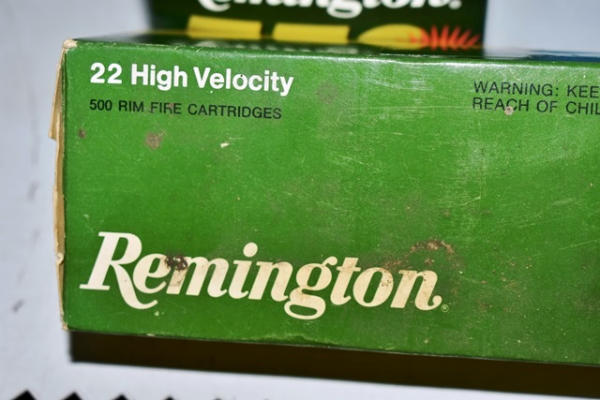 Remington.
22 High Velocity
500 RIM FIRE CARTRIDGES
WARNING: KEE
REACH OF CHIL
Remington®